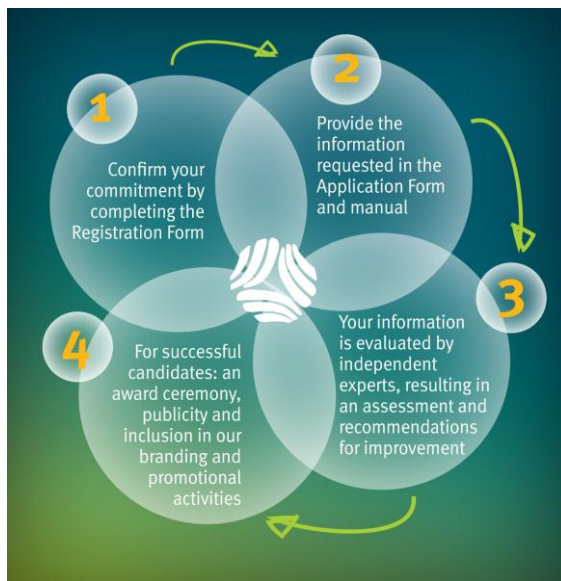 1
Confirm your
commitment by
completing the
Registration Form
2
Provide the
information
requested in the
Application Form
and manual
3
Your information
is evaluated by
independent
experts, resulting in
an assessment and
recommendations
for improvement
4
For successful
candidates: an
award ceremony,
publicity and
inclusion in our
branding and
promotional
activities